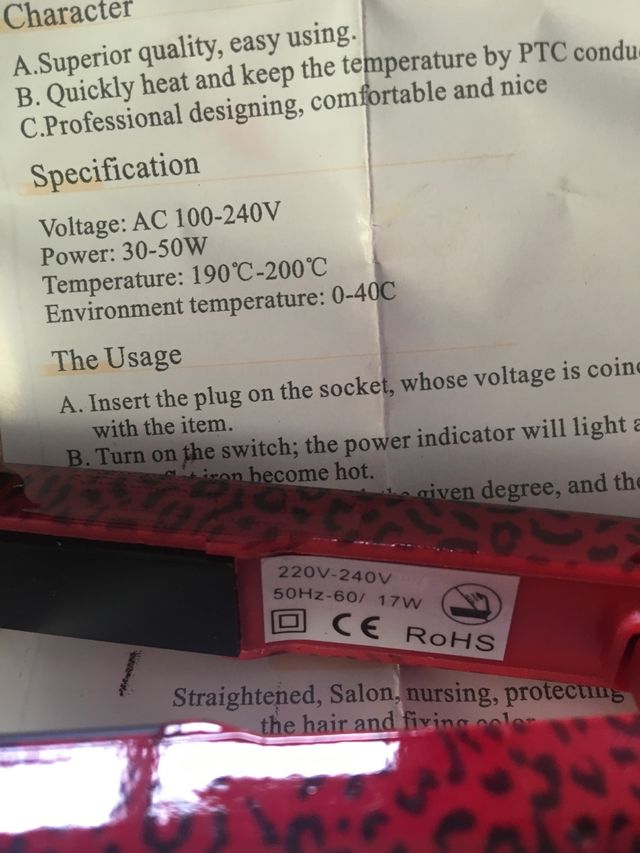 Character
A.Superior quality, easy using.
B. Quickly heat and keep the temperature by PTC
C.Professional designing, comfortable and nice
Specification
Voltage: AC 100-240V
Power: 30-50W
Temperature: 190℃-200℃
Environment temperature: 0-40C
The Usage
A. Insert the plug on the socket, whose voltage is
with the item.
B. Turn on the switch; the power indicator will light
iron become hot.
given degree, and the
220V-240V
50Hz-60/ 17W
CE RoHS
Straightened, Salon, nursing, protecting
the hair and fixing color